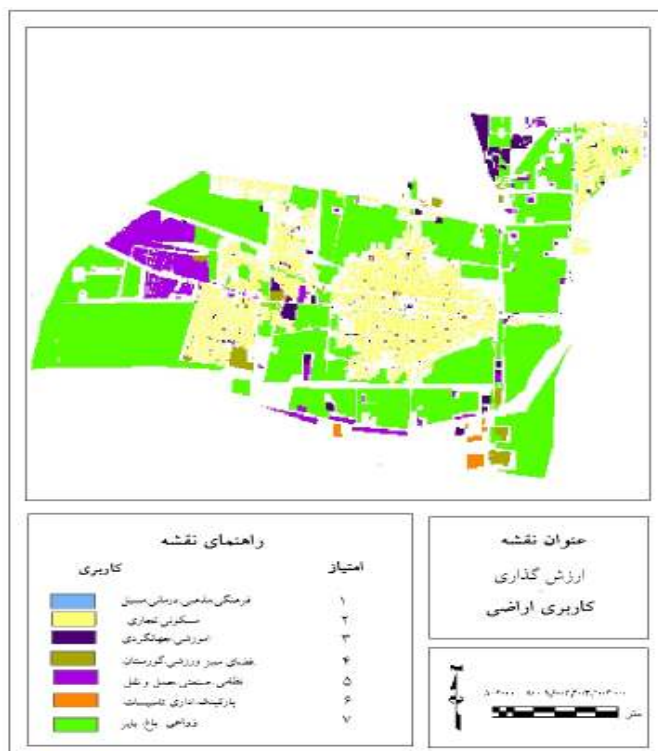 راهنمای نقشه
کاربری امتیاز
فرهنگی.مذهبی.درمانی.مسیل ۱
مسکونی.تجاری ۲
اموزشی.جهانگردی ۳
فضای سبز.ورزشی.گورستان ۴
نظامی.صنعتی.حمل و نقل ۵
پارکینگ.اداری.تاسیسات ۶
زراعی. باغ. بایر ۷
عنوان نقشه
ارزش گذاری
کاربری اراضی
متر